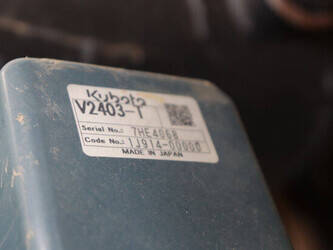 Kubota
V2403-T
Serial No.: 7HE4068
Code No.: 1J914-00000
MADE IN JAPAN